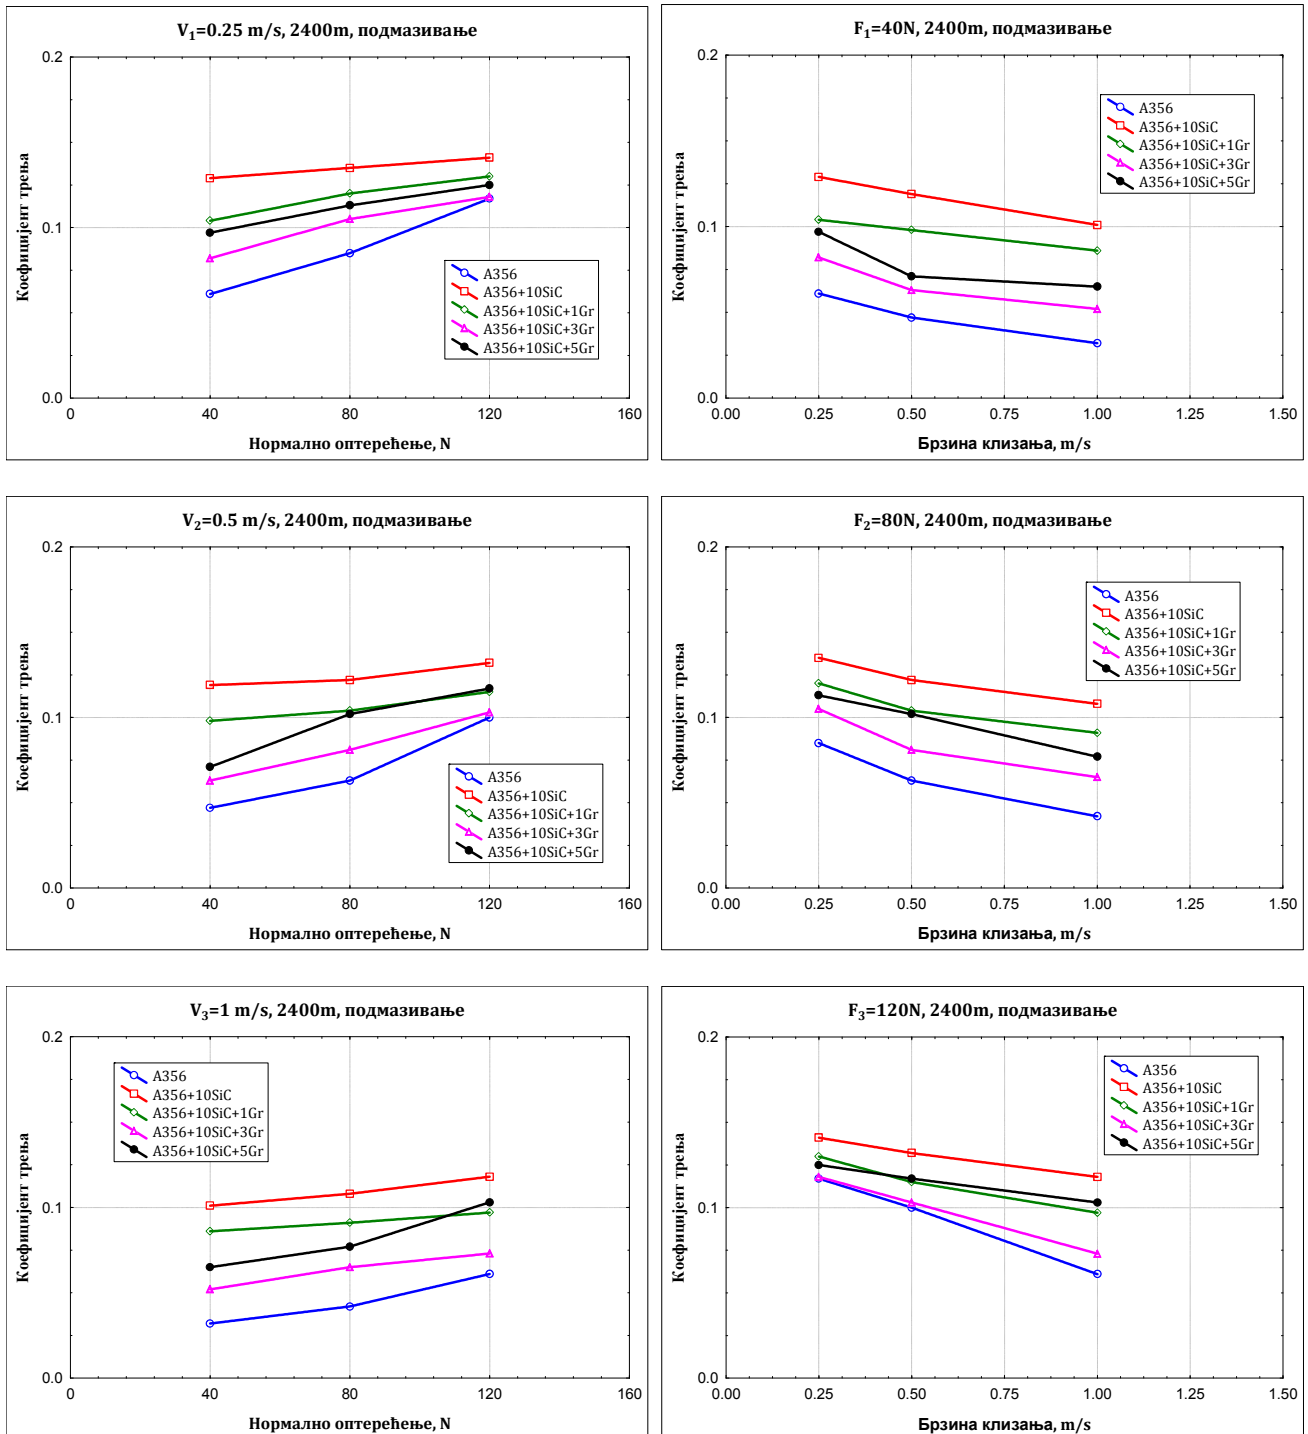 V₁=0.25 m/s, 2400m, подмазивање
0.2
Коефицијент трења
0.1
A356
A356+10SiC
A356+10SiC+1Gr
A356+10SiC+3Gr
A356+10SiC+5Gr
0.0
0 40 80 120 160
Нормално оптерећење, N
F₁=40N, 2400m, подмазивање
0.2
A356
A356+10SiC
A356+10SiC+1Gr
A356+10SiC+3Gr
A356+10SiC+5Gr
Коефицијент трења
0.1
0.0
0.00 0.25 0.50 0.75 1.00 1.25 1.50
Брзина клизања, m/s
V₂=0.5 m/s, 2400m, подмазивање
0.2
Коефицијент трења
0.1
A356
A356+10SiC
A356+10SiC+1Gr
A356+10SiC+3Gr
A356+10SiC+5Gr
0.0
0 40 80 120 160
Нормално оптерећење, N
F₂=80N, 2400m, подмазивање
0.2
A356
A356+10SiC
A356+10SiC+1Gr
A356+10SiC+3Gr
A356+10SiC+5Gr
Коефицијент трења
0.1
0.0
0.00 0.25 0.50 0.75 1.00 1.25 1.50
Брзина клизања, m/s
V₃=1 m/s, 2400m, подмазивање
0.2
A356
A356+10SiC
A356+10SiC+1Gr
A356+10SiC+3Gr
A356+10SiC+5Gr
Коефицијент трења
0.1
0.0
0 40 80 120 160
Нормално оптерећење, N
F₃=120N, 2400m, подмазивање
0.2
A356
A356+10SiC
A356+10SiC+1Gr
A356+10SiC+3Gr
A356+10SiC+5Gr
Коефицијент трења
0.1
0.0
0.00 0.25 0.50 0.75 1.00 1.25 1.50
Брзина клизања, m/s